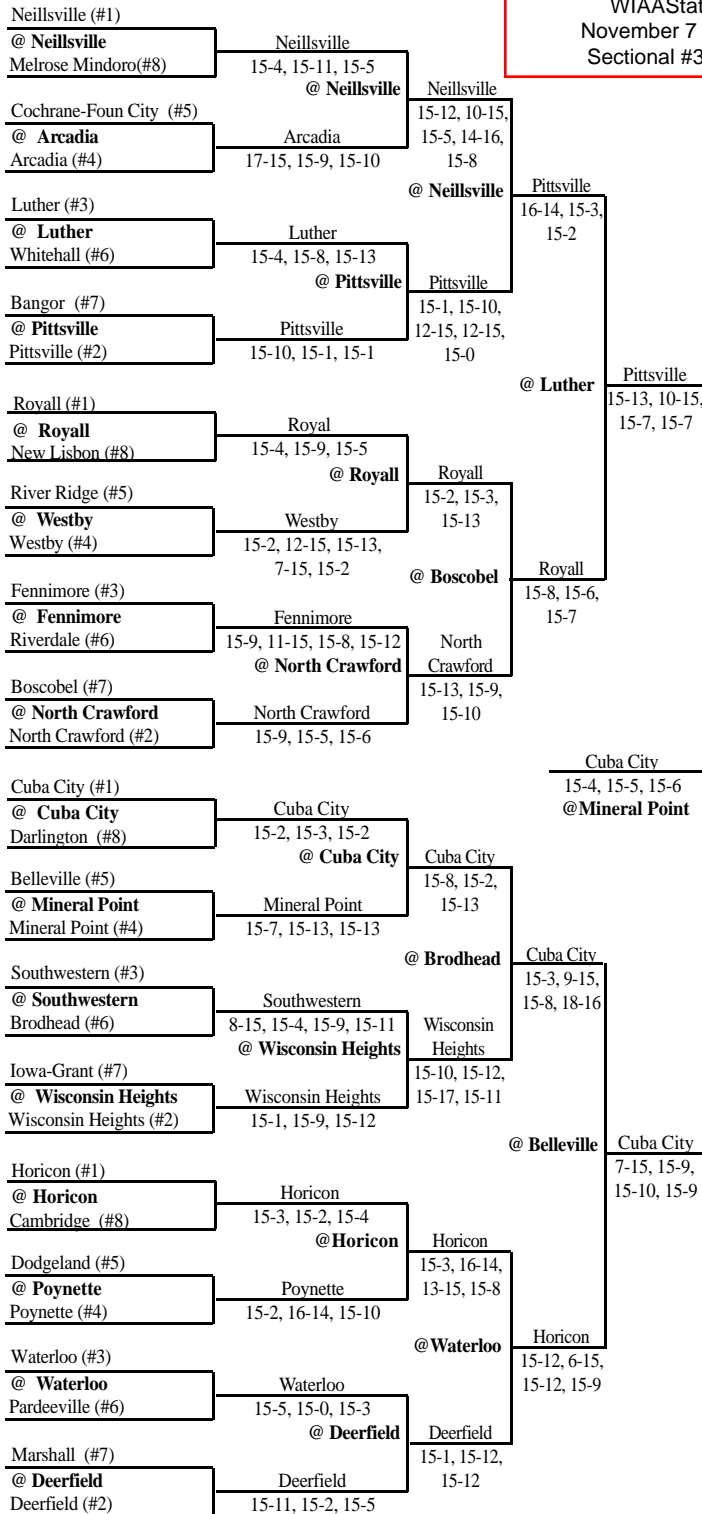 WIAAStat
November 7
Sectional #3
Neillsville (#1)
@ Neillsville
Melrose Mindoro(#8)
Neillsville
15-4, 15-11, 15-5
@ Neillsville
Cochrane-Foun City (#5)
@ Arcadia
Arcadia (#4)
Arcadia
17-15, 15-9, 15-10
Neillsville
15-12, 10-15,
15-5, 14-16,
15-8
@ Neillsville
Luther (#3)
@ Luther
Whitehall (#6)
Luther
15-4, 15-8, 15-13
@ Pittsville
Bangor (#7)
@ Pittsville
Pittsville (#2)
Pittsville
15-10, 15-1, 15-1
Pittsville
15-1, 15-10,
12-15, 12-15,
15-0
Pittsville
16-14, 15-3,
15-2
@ Luther
Pittsville
15-13, 10-15,
15-7, 15-7
Royall (#1)
@ Royall
New Lisbon (#8)
Royal
15-4, 15-9, 15-5
@ Royall
River Ridge (#5)
@ Westby
Westby (#4)
Westby
15-2, 12-15, 15-13,
7-15, 15-2
Royall
15-2, 15-3,
15-13
@ Boscobel
Fennimore (#3)
@ Fennimore
Riverdale (#6)
Fennimore
15-9, 11-15, 15-8, 15-12
@ North Crawford
Boscobel (#7)
@ North Crawford
North Crawford (#2)
North Crawford
15-9, 15-5, 15-6
North
Crawford
15-13, 15-9,
15-10
Royall
15-8, 15-6,
15-7
Cuba City
15-4, 15-5, 15-6
@Mineral Point
Cuba City (#1)
@ Cuba City
Darlington (#8)
Cuba City
15-2, 15-3, 15-2
@ Cuba City
Belleville (#5)
@ Mineral Point
Mineral Point (#4)
Mineral Point
15-7, 15-13, 15-13
Cuba City
15-8, 15-2,
15-13
@ Brodhead
Southwestern (#3)
@ Southwestern
Brodhead (#6)
Southwestern
8-15, 15-4, 15-9, 15-11
@ Wisconsin Heights
Iowa-Grant (#7)
@ Wisconsin Heights
Wisconsin Heights (#2)
Wisconsin Heights
15-1, 15-9, 15-12
Wisconsin
Heights
15-10, 15-12,
15-17, 15-11
Cuba City
15-3, 9-15,
15-8, 18-16
@ Belleville
Cuba City
7-15, 15-9,
15-10, 15-9
Horicon (#1)
@ Horicon
Cambridge (#8)
Horicon
15-3, 15-2, 15-4
@Horicon
Dodgeland (#5)
@ Poynette
Poynette (#4)
Poynette
15-2, 16-14, 15-10
Horicon
15-3, 16-14,
13-15, 15-8
@Waterloo
Waterloo (#3)
@ Waterloo
Pardeeville (#6)
Waterloo
15-5, 15-0, 15-3
@ Deerfield
Marshall (#7)
@ Deerfield
Deerfield (#2)
Deerfield
15-11, 15-2, 15-5
Deerfield
15-1, 15-12,
15-12
Horicon
15-12, 6-15,
15-12, 15-9